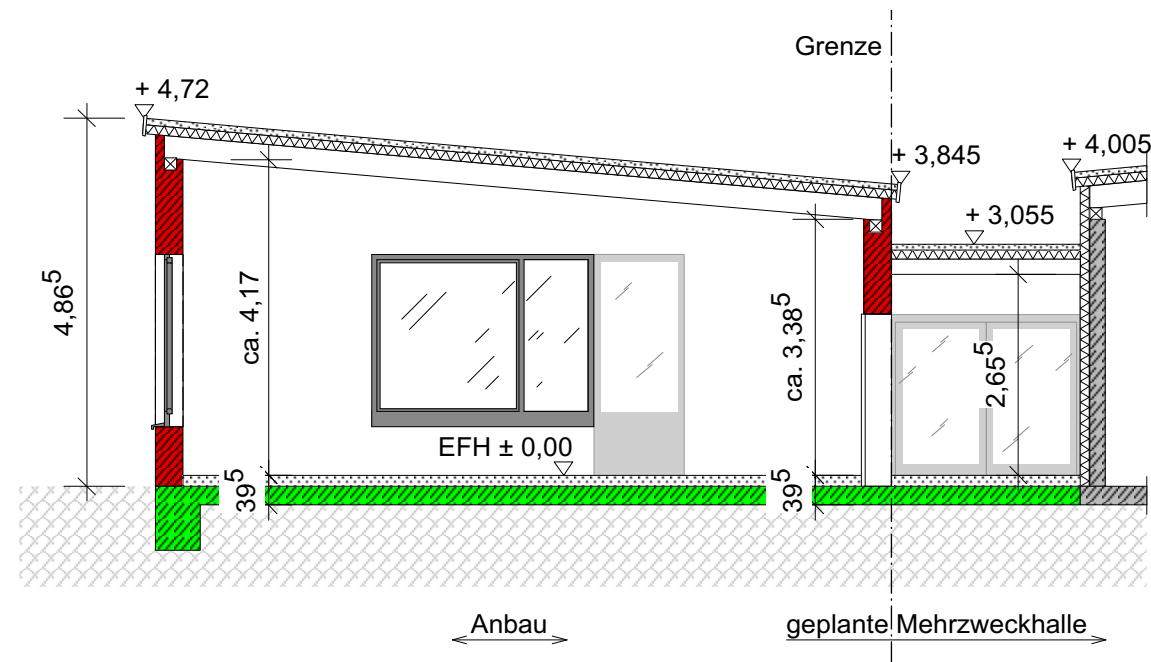 Grenze
+ 4,72
+ 3,845
+ 4,005
+ 3,055
4,86⁵
ca. 4,17
ca. 3,38⁵
2,65⁵
EFH ± 0,00
39⁵
39⁵
Anbau
geplante Mehrzweckhalle